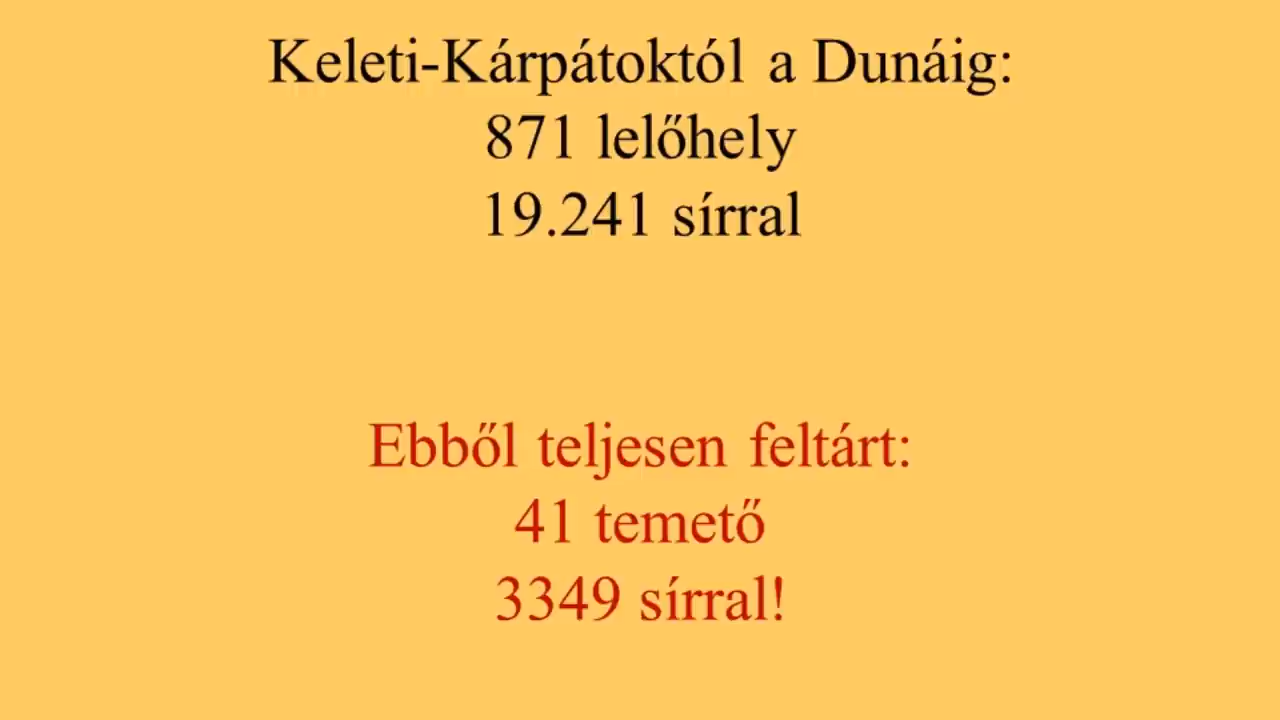 Keleti-Kárpátoktól a Dunáig:
871 lelőhely
19.241 sírral
Ebből teljesen feltárt:
41 temető
3349 sírral!